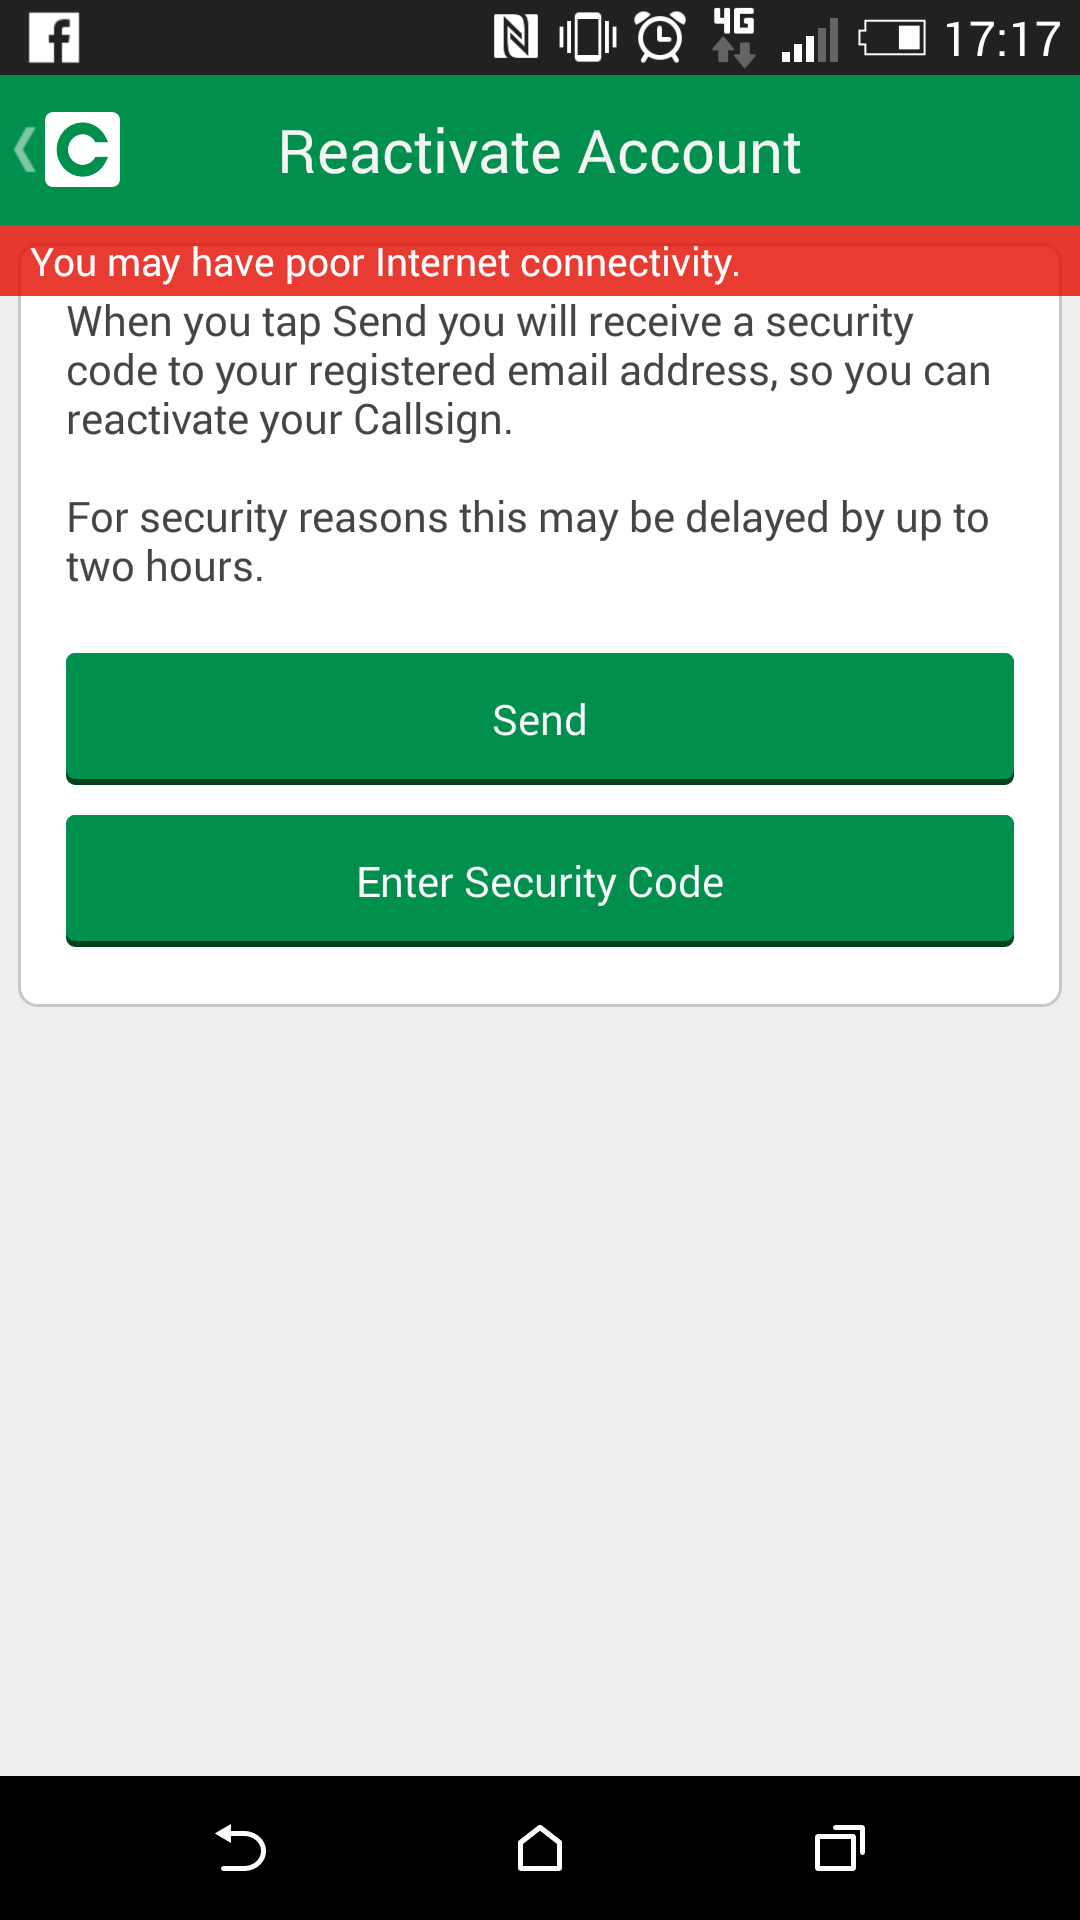 4G
17:17
Reactivate Account
You may have poor Internet connectivity.
When you tap Send you will receive a security
code to your registered email address, so you can
reactivate your Callsign.
For security reasons this may be delayed by up to
two hours.
Send
Enter Security Code